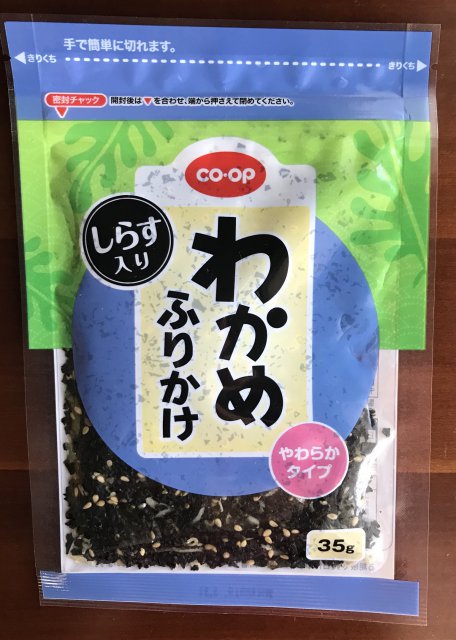 手で簡単に切れます。
きりくち
きりくち
密封チャック
開封後は▼を合わせ、端から押さえて閉めてください。
CO・OP
しらす
入り
わかめ
ふりかけ
やわらか
タイプ
35g